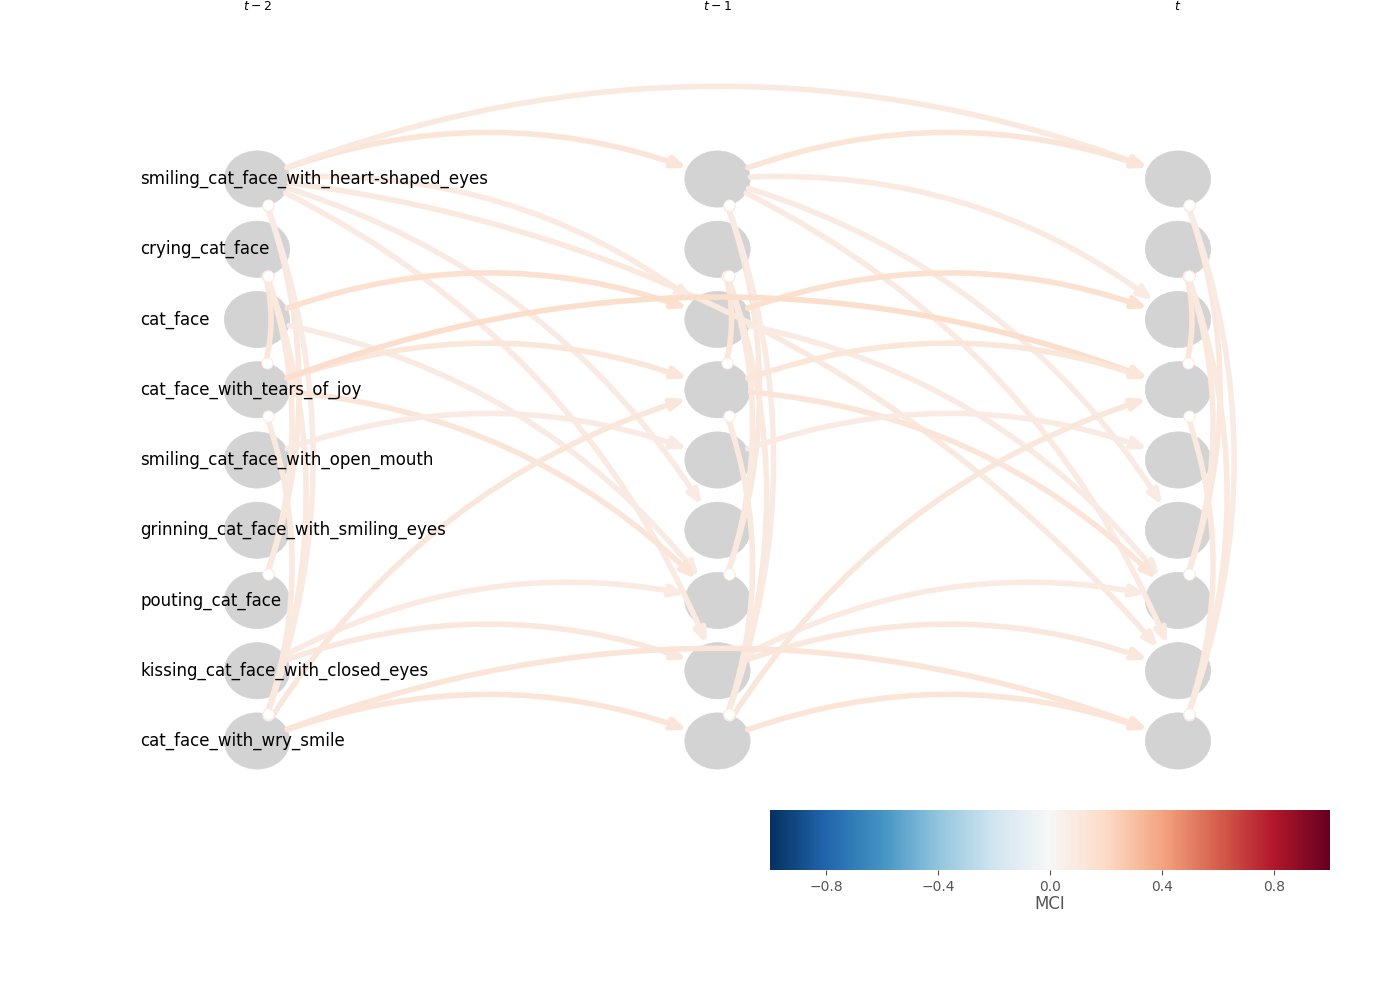 t − 2 t − 1 t
smiling_cat_face_with_heart-shaped_eyes
crying_cat_face
cat_face
cat_face_with_tears_of_joy
smiling_cat_face_with_open_mouth
grinning_cat_face_with_smiling_eyes
pouting_cat_face
kissing_cat_face_with_closed_eyes
cat_face_with_wry_smile
−0.8 −0.4 0.0 0.4 0.8
MCI